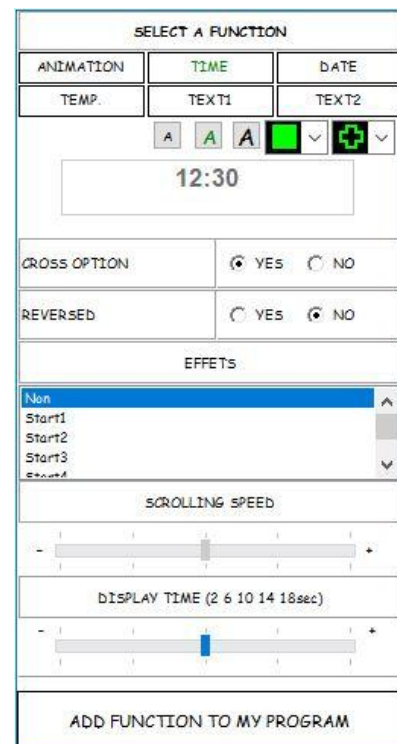 SELECT A FUNCTION
ANIMATION TIME DATE
TEMP. TEXT1 TEXT2
A A A
12:30
CROSS OPTION YES NO
REVERSED YES NO
EFFETS
Non
Start1
Start2
Start3
Start4
SCROLLING SPEED
- +
DISPLAY TIME (2 6 10 14 18sec)
- +
ADD FUNCTION TO MY PROGRAM